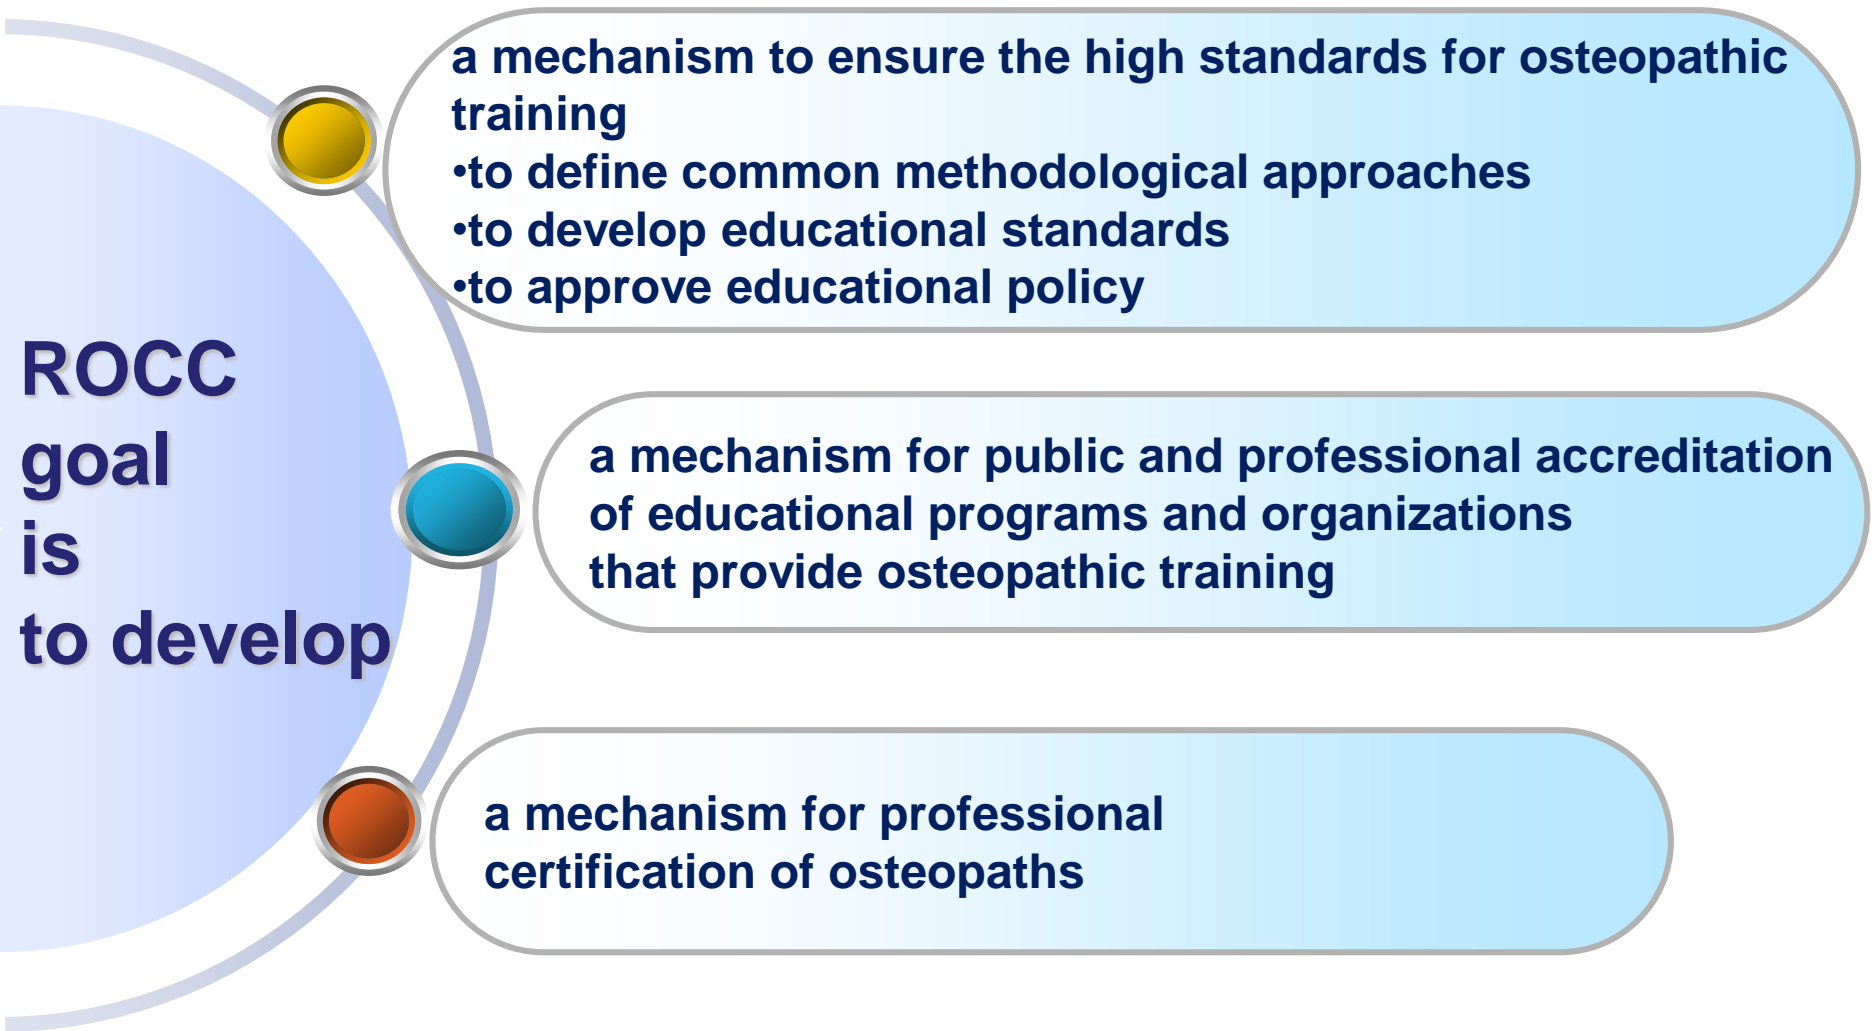 ROCC
goal
is
to develop
a mechanism to ensure the high standards for osteopathic
training
•to define common methodological approaches
•to develop educational standards
•to approve educational policy
a mechanism for public and professional accreditation
of educational programs and organizations
that provide osteopathic training
a mechanism for professional
certification of osteopaths